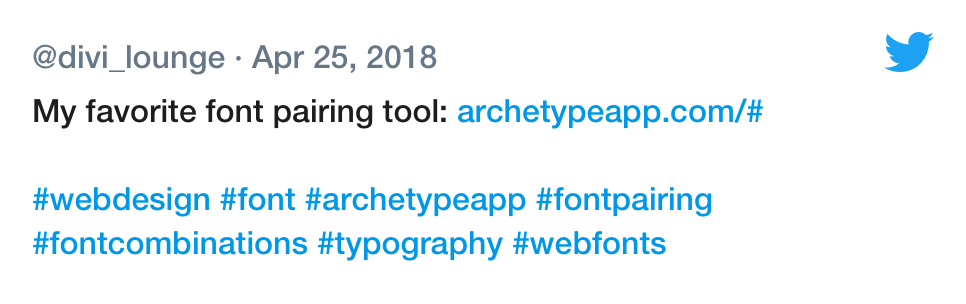 @divi_lounge · Apr 25, 2018
My favorite font pairing tool: archetypeapp.com/#
#webdesign #font #archetypeapp #fontpairing
#fontcombinations #typography #webfonts